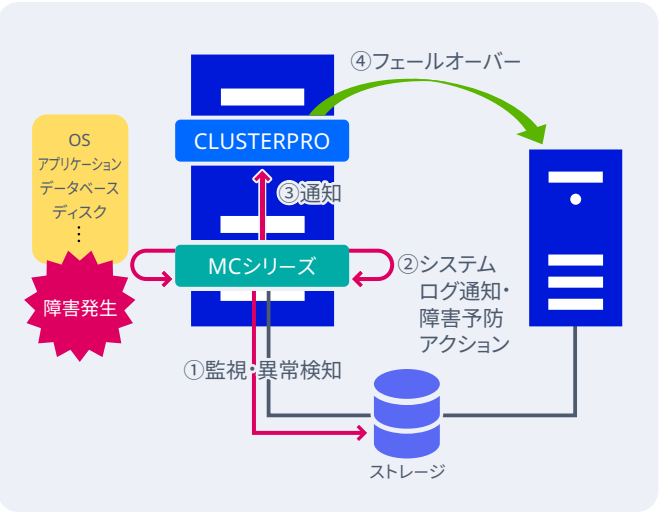 ④フェールオーバー
OS
アプリケーション
データベース
ディスク
⋮
障害発生
CLUSTERPRO
③通知
MCシリーズ
②システム
ログ通知・
障害予防
アクション
①監視・異常検知
ストレージ